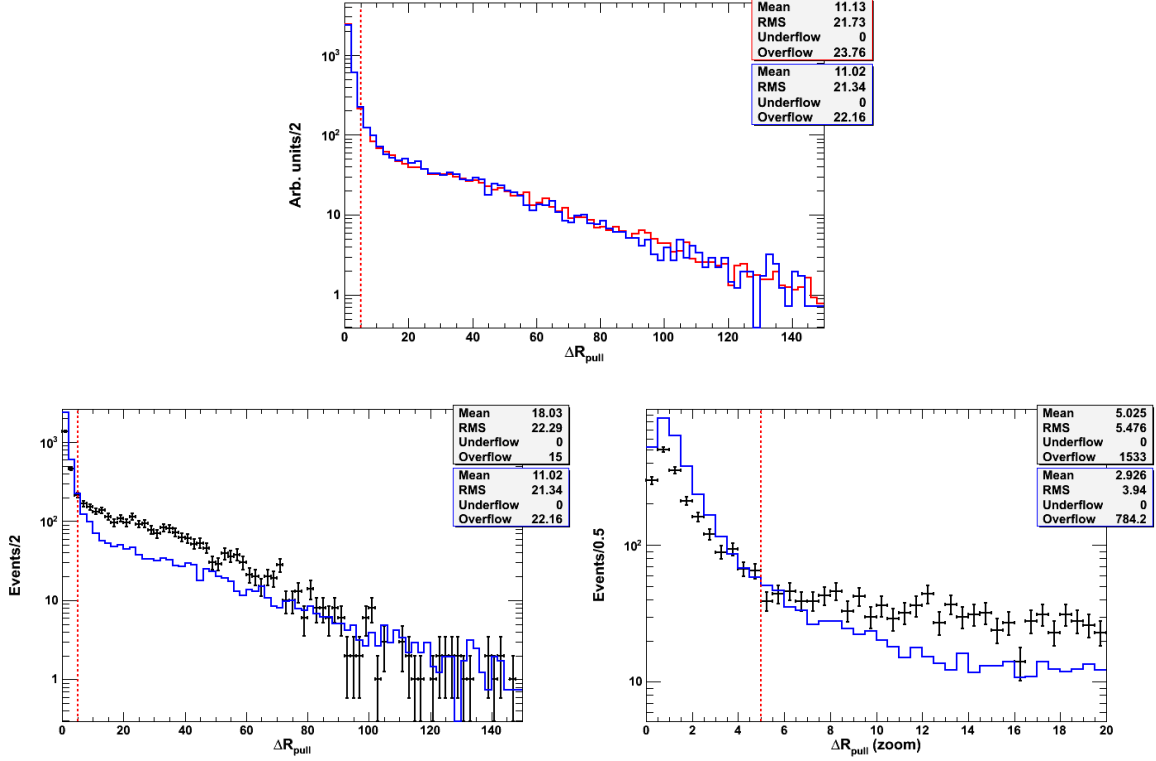 Mean 11.13
RMS 21.73
Underflow 0
Overflow 23.76
Mean 11.02
RMS 21.34
Underflow 0
Overflow 22.16
Arb. units/2
10³
10²
10
1
0 20 40 60 80 100 120 140
ΔRpull
Mean 18.03
RMS 22.29
Underflow 0
Overflow 15
Mean 11.02
RMS 21.34
Underflow 0
Overflow 22.16
Events/2
10³
10²
10
1
0 20 40 60 80 100 120 140
ΔRpull
Mean 5.025
RMS 5.476
Underflow 0
Overflow 1533
Mean 2.926
RMS 3.94
Underflow 0
Overflow 784.2
Events/0.5
10²
10
0 2 4 6 8 10 12 14 16 18 20
ΔRpull (zoom)